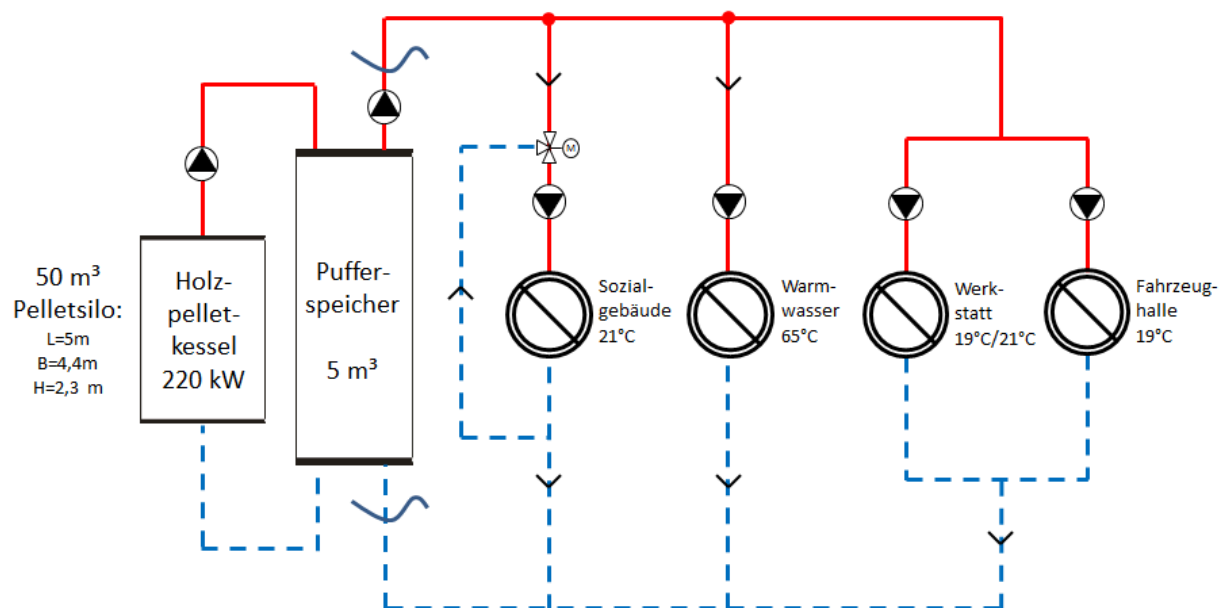 50 m³
Pelletsilo:
L=5m
B=4,4m
H=2,3 m
Holz-
pellet-
kessel
220 kW
Puffer-
speicher
5 m³
M
Sozial-
gebäude
21°C
Warm-
wasser
65°C
Werk-
statt
19°C/21°C
Fahrzeug-
halle
19°C